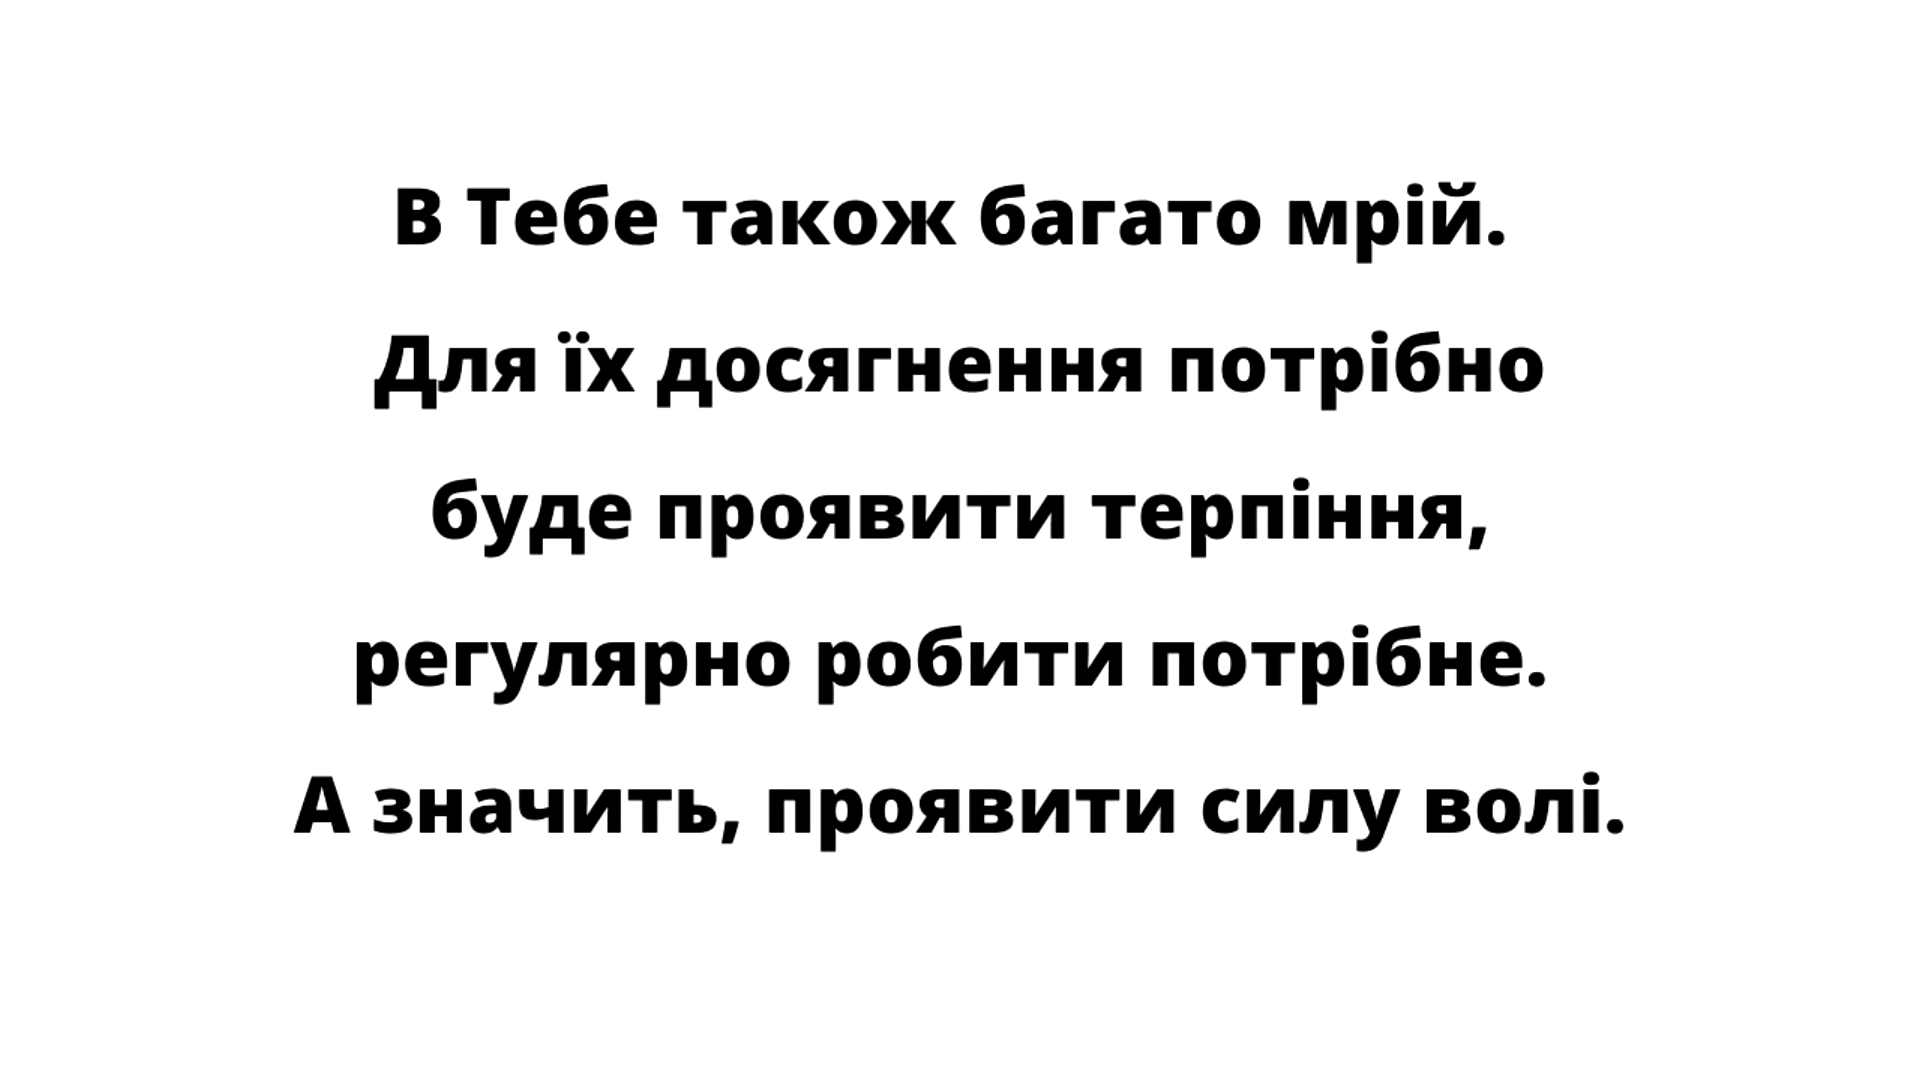 В Тебе також багато мрій.
Для їх досягнення потрібно
буде проявити терпіння,
регулярно робити потрібне.
А значить, проявити силу волі.